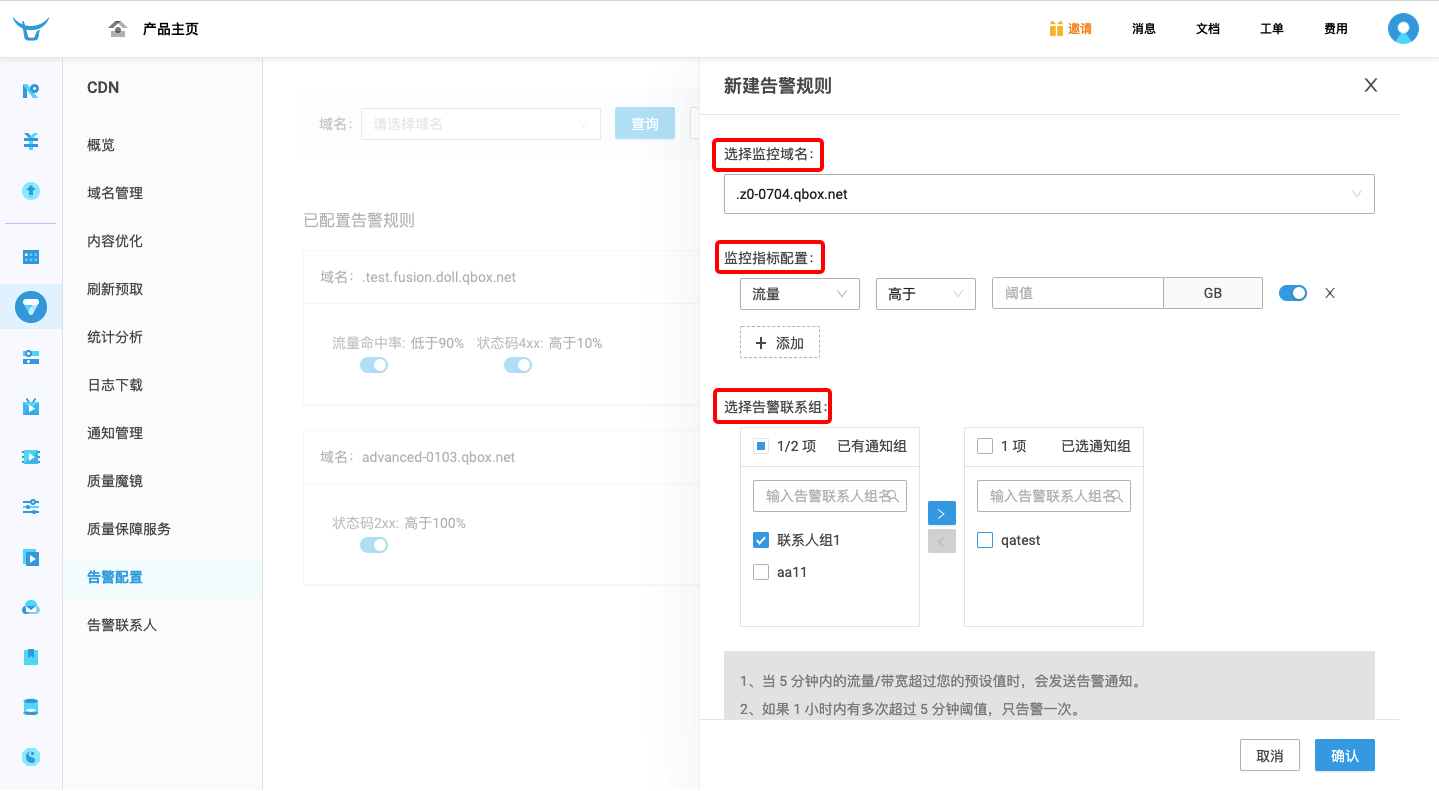 产品主页
邀请
消息
文档
工单
费用
CDN
概览
域名管理
内容优化
刷新预取
统计分析
日志下载
通知管理
质量魔镜
质量保障服务
告警配置
告警联系人
域名: 请选择域名 查询
已配置告警规则
域名: .test.fusion.doll.qbox.net
流量命中率: 低于90% 状态码4xx: 高于10%
域名: advanced-0103.qbox.net
状态码2xx: 高于100%
新建告警规则 X
选择监控域名:
.z0-0704.qbox.net
监控指标配置:
流量 高于 阈值 GB X
+ 添加
选择告警联系组:
1/2 项 已有通知组
输入告警联系人组名
联系人组1
aa11
> 
<
1 项 已选通知组
输入告警联系人组名
qatest
1、当 5 分钟内的流量/带宽超过您的预设值时，会发送告警通知。
2、如果 1 小时内有多次超过 5 分钟阈值，只告警一次。
取消 确认